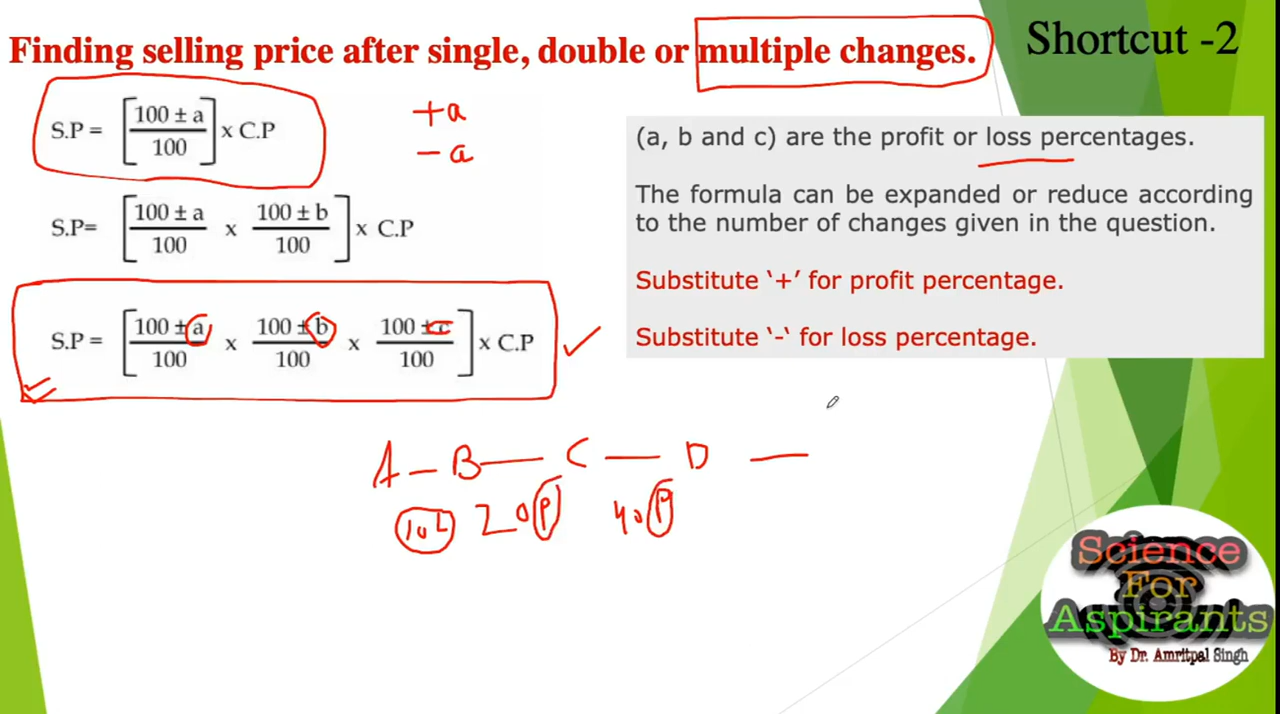 Finding selling price after single, double or multiple changes.
Shortcut -2
S.P = [100 ± a / 100] x C.P
+a
-a
S.P= [100 ± a / 100 x 100 ± b / 100] x C.P
S.P = [100 ± a / 100 x 100 ± b / 100 x 100 ± c / 100] x C.P
(a, b and c) are the profit or loss percentages.
The formula can be expanded or reduce according
to the number of changes given in the question.
Substitute ‘+’ for profit percentage.
Substitute ‘-‘ for loss percentage.
A - B — C — D —
10L 20P 40P
Science
For
Aspirants
By Dr. Amritpal Singh